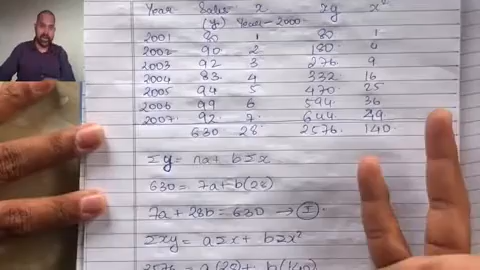 Year Sales x xy x²
(y) Year-2000
2001 80 1 80 1
2002 90 2 180 4
2003 92 3 276 9
2004 83 4 332 16
2005 94 5 470 25
2006 99 6 594 36
2007 92 7 644 49
630 28 2576 140
Σy = na + bΣx
630 = 7a + b(28)
7a + 28b = 630 → I
Σxy = aΣx + bΣx²
2576 = a(28) + b(140)